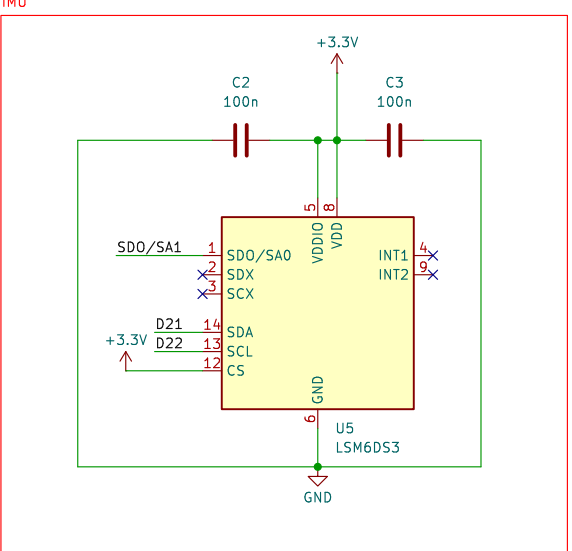 IMU
+3.3V
C2
100n
C3
100n
5
8
VDDIO
VDD
SDO/SA1
1
SDO/SA0
INT1
4
2
SDX
INT2
9
3
SCX
D21
14
SDA
+3.3V
D22
13
SCL
12
CS
GND
6
U5
LSM6DS3
GND